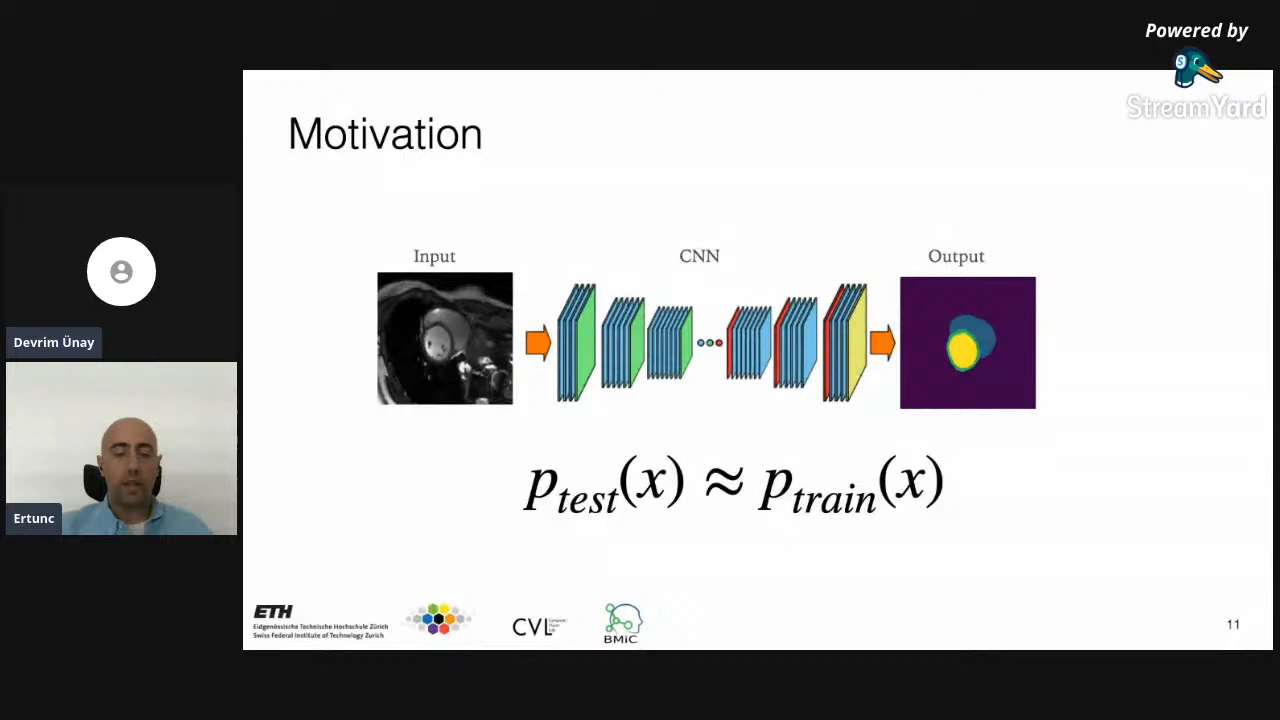 Powered by
StreamYard
Motivation
Input
CNN
Output
p_test(x) ≈ p_train(x)
Devrim Ünay
Ertunc
ETH
Eidgenössische Technische Hochschule Zürich
Swiss Federal Institute of Technology Zurich
CVL
BMiC
11